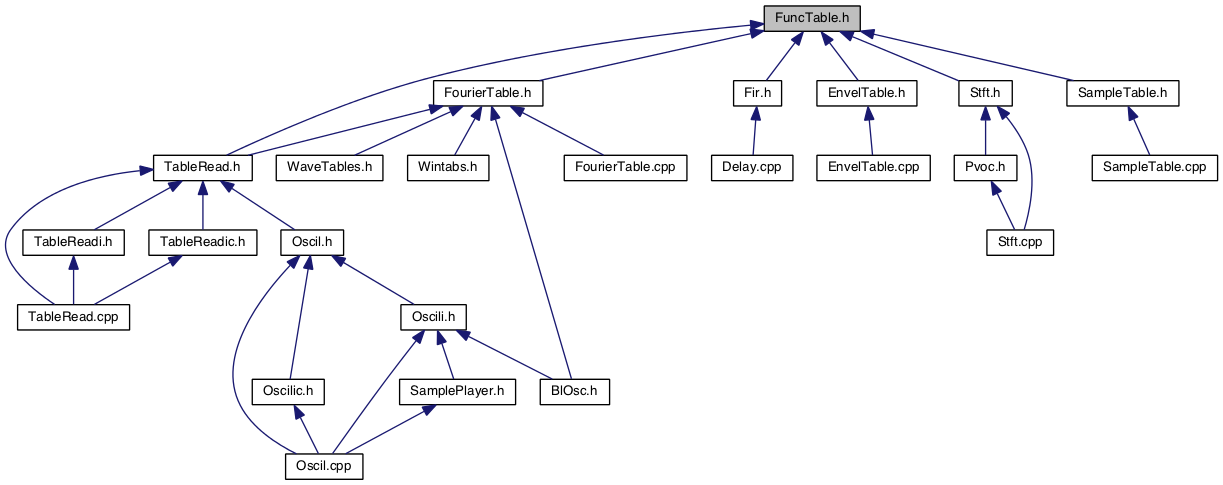 FuncTable.h
FourierTable.h
Fir.h
EnvelTable.h
Stft.h
SampleTable.h
TableRead.h
WaveTables.h
Wintabs.h
FourierTable.cpp
Delay.cpp
EnvelTable.cpp
Pvoc.h
SampleTable.cpp
TableReadi.h
TableReadic.h
Oscil.h
Stft.cpp
TableRead.cpp
Oscili.h
Oscilic.h
SamplePlayer.h
BlOsc.h
Oscil.cpp